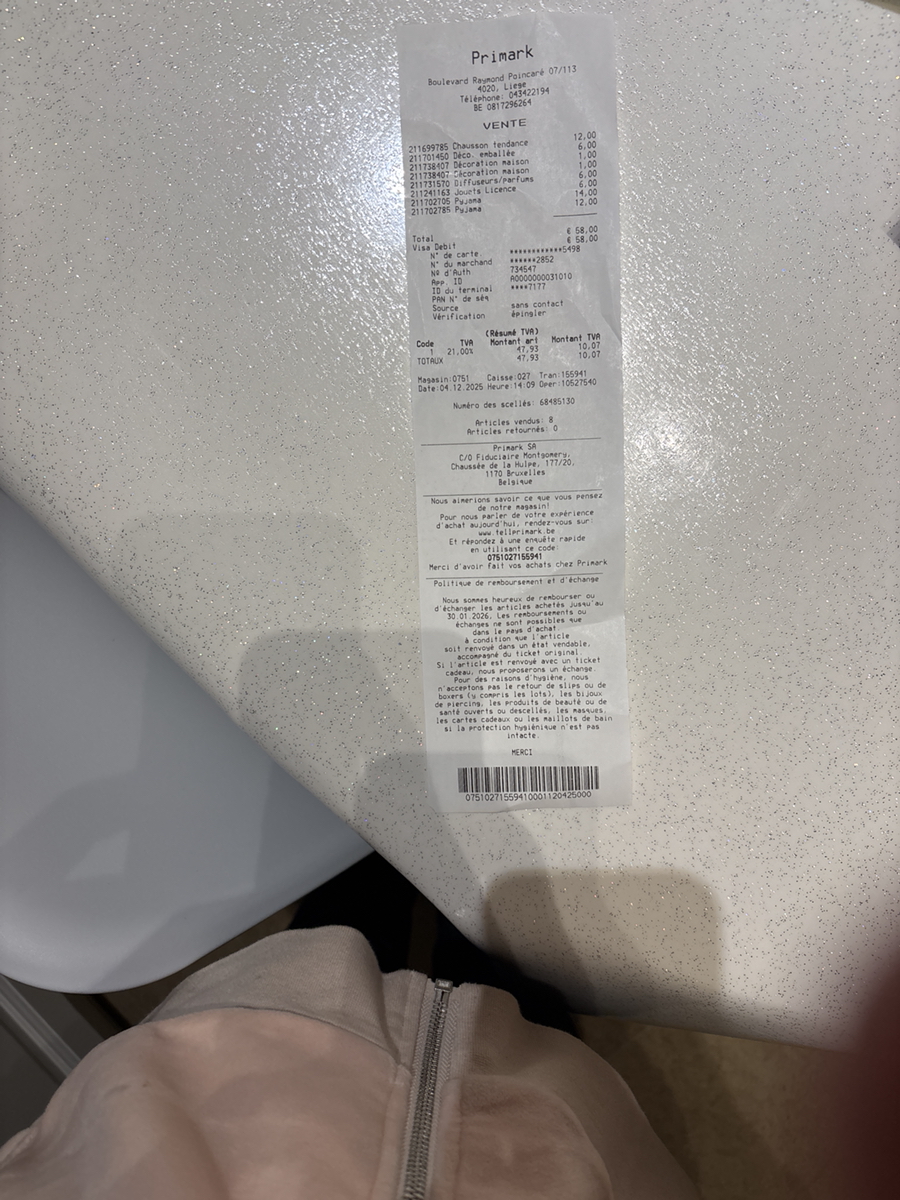 Primark
Boulevard Raymond Poincaré 07/113
4020, Liege
Téléphone: 043422194
BE 0817296264
VENTE
211699785 Chausson tendance 12,00
211701450 Déco. emballée 6,00
211738407 Décoration maison 1,00
211738407 Décoration maison 1,00
211731570 Diffuseurs/parfums 6,00
211241163 Jouets Licence 6,00
211702705 Pyjama 14,00
211702785 Pyjama 12,00
Total € 58,00
Visa Debit € 58,00
N° de carte. ************5498
N° du marchand ******2852
Nº d'Auth 734547
App. ID A0000000031010
ID du terminal ****7177
PAN N° de séq
Source sans contact
Vérification épingler
(Résumé TVA)
Code TVA Montant arl Montant TVA
1 21,00% 47,93 10,07
TOTAUX 47,93 10,07
Magasin:0751 Caisse:027 Tran:155941
Date:04.12.2025 Heure:14:09 Oper:10527540
Numéro des scellés: 68485130
Articles vendus: 8
Articles retournés: 0
Primark SA
C/O Fiduciaire Montgomery,
Chaussée de la Hulpe, 177/20,
1170 Bruxelles
Belgique
Nous aimerions savoir ce que vous pensez
de notre magasin!
Pour nous parler de votre expérience
d'achat aujourd'hui, rendez-vous sur:
www.tellprimark.be
Et répondez à une enquête rapide
en utilisant ce code:
0751027155941
Merci d'avoir fait vos achats chez Primark
Politique de remboursement et d'échange
Nous sommes heureux de rembourser ou
d'échanger les articles achetés jusqu'au
30.01.2026. Les remboursements ou
échanges ne sont possibles que
dans le pays d'achat
à condition que l'article
soit renvoyé dans un état vendable,
accompagné du ticket original.
Si l'article est renvoyé avec un ticket
cadeau, nous proposerons un échange.
Pour des raisons d'hygiène, nous
n'acceptons pas le retour de slips ou de
boxers (y compris les lots), les bijoux
de piercing, les produits de beauté ou de
santé ouverts ou descellés, les masques,
les cartes cadeaux ou les maillots de bain
si la protection hygiénique n'est pas
intacte.
MERCI
07510271559410001120425000